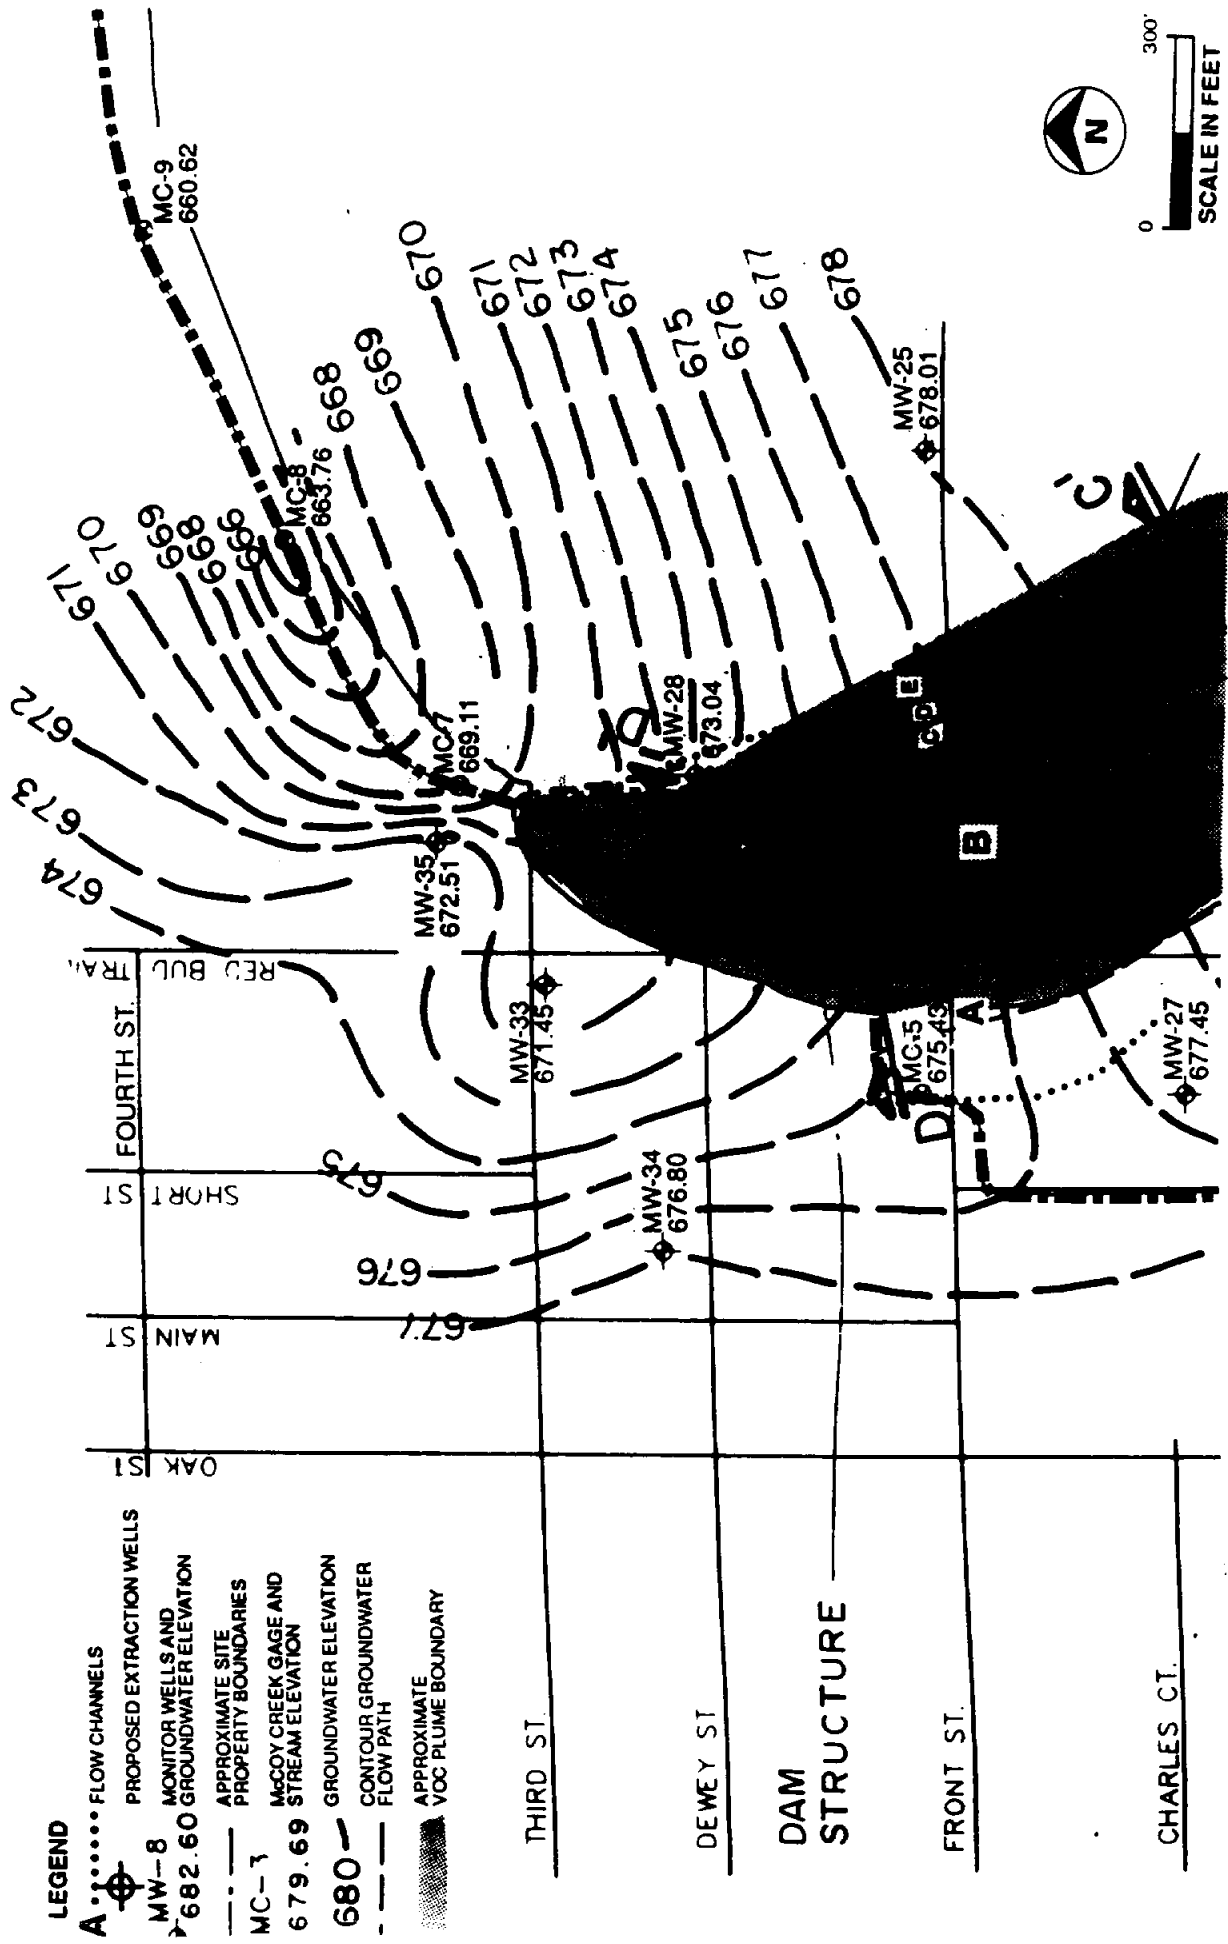 LEGEND
A ······ FLOW CHANNELS
PROPOSED EXTRACTION WELLS
MW-8 MONITOR WELLS AND
682.60 GROUNDWATER ELEVATION
APPROXIMATE SITE
PROPERTY BOUNDARIES
MC-3 McCOY CREEK GAGE AND
679.69 STREAM ELEVATION
680 GROUNDWATER ELEVATION
CONTOUR GROUNDWATER
FLOW PATH
APPROXIMATE
VOC PLUME BOUNDARY
OAK ST
MAIN ST
SHORT ST
FOURTH ST.
RED BUD
THIRD ST.
DEWEY ST
DAM
STRUCTURE
FRONT ST.
CHARLES CT.
677
676
675
674
673
672
671
670
669
668
666
668
669
670
671
672
673
674
675
676
677
678
MW-34
676.80
MW-33
671.45
MW-35
672.51
MC-7
669.11
MC-8
663.76
MC-9
660.62
MW-28
673.04
MW-25
678.01
MC-5
675.43
MW-27
677.45
D
D'
C'
A
B
C D E
N
0 300'
SCALE IN FEET